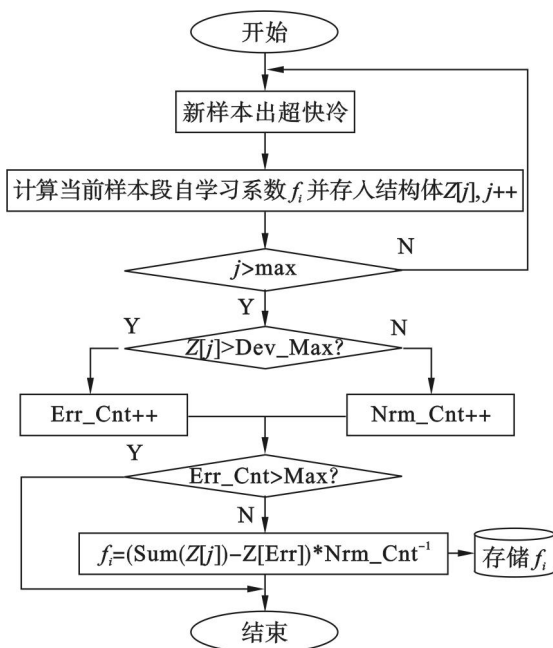 开始
新样本出超快冷
计算当前样本段自学习系数fᵢ并存入结构体Z[j], j++
j>max
N
Y
Z[j]>Dev_Max?
Y
N
Err_Cnt++
Nrm_Cnt++
Err_Cnt>Max?
Y
N
fᵢ=(Sum(Z[j])−Z[Err])*Nrm_Cnt⁻¹
存储fᵢ
结束